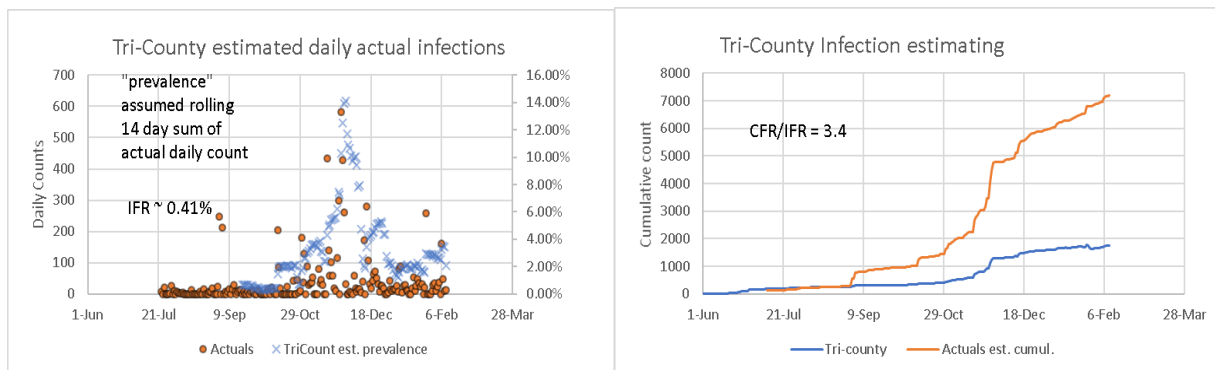 Tri-County estimated daily actual infections
700
600
500
400
300
200
100
0
Daily Counts
"prevalence"
assumed rolling
14 day sum of
actual daily count
IFR ~ 0.41%
16.00%
14.00%
12.00%
10.00%
8.00%
6.00%
4.00%
2.00%
0.00%
1-Jun 21-Jul 9-Sep 29-Oct 18-Dec 6-Feb 28-Mar
Actuals TriCount est. prevalence
Tri-County Infection estimating
8000
7000
6000
5000
4000
3000
2000
1000
0
Cumulative count
CFR/IFR = 3.4
1-Jun 21-Jul 9-Sep 29-Oct 18-Dec 6-Feb 28-Mar
Tri-county Actuals est. cumul.